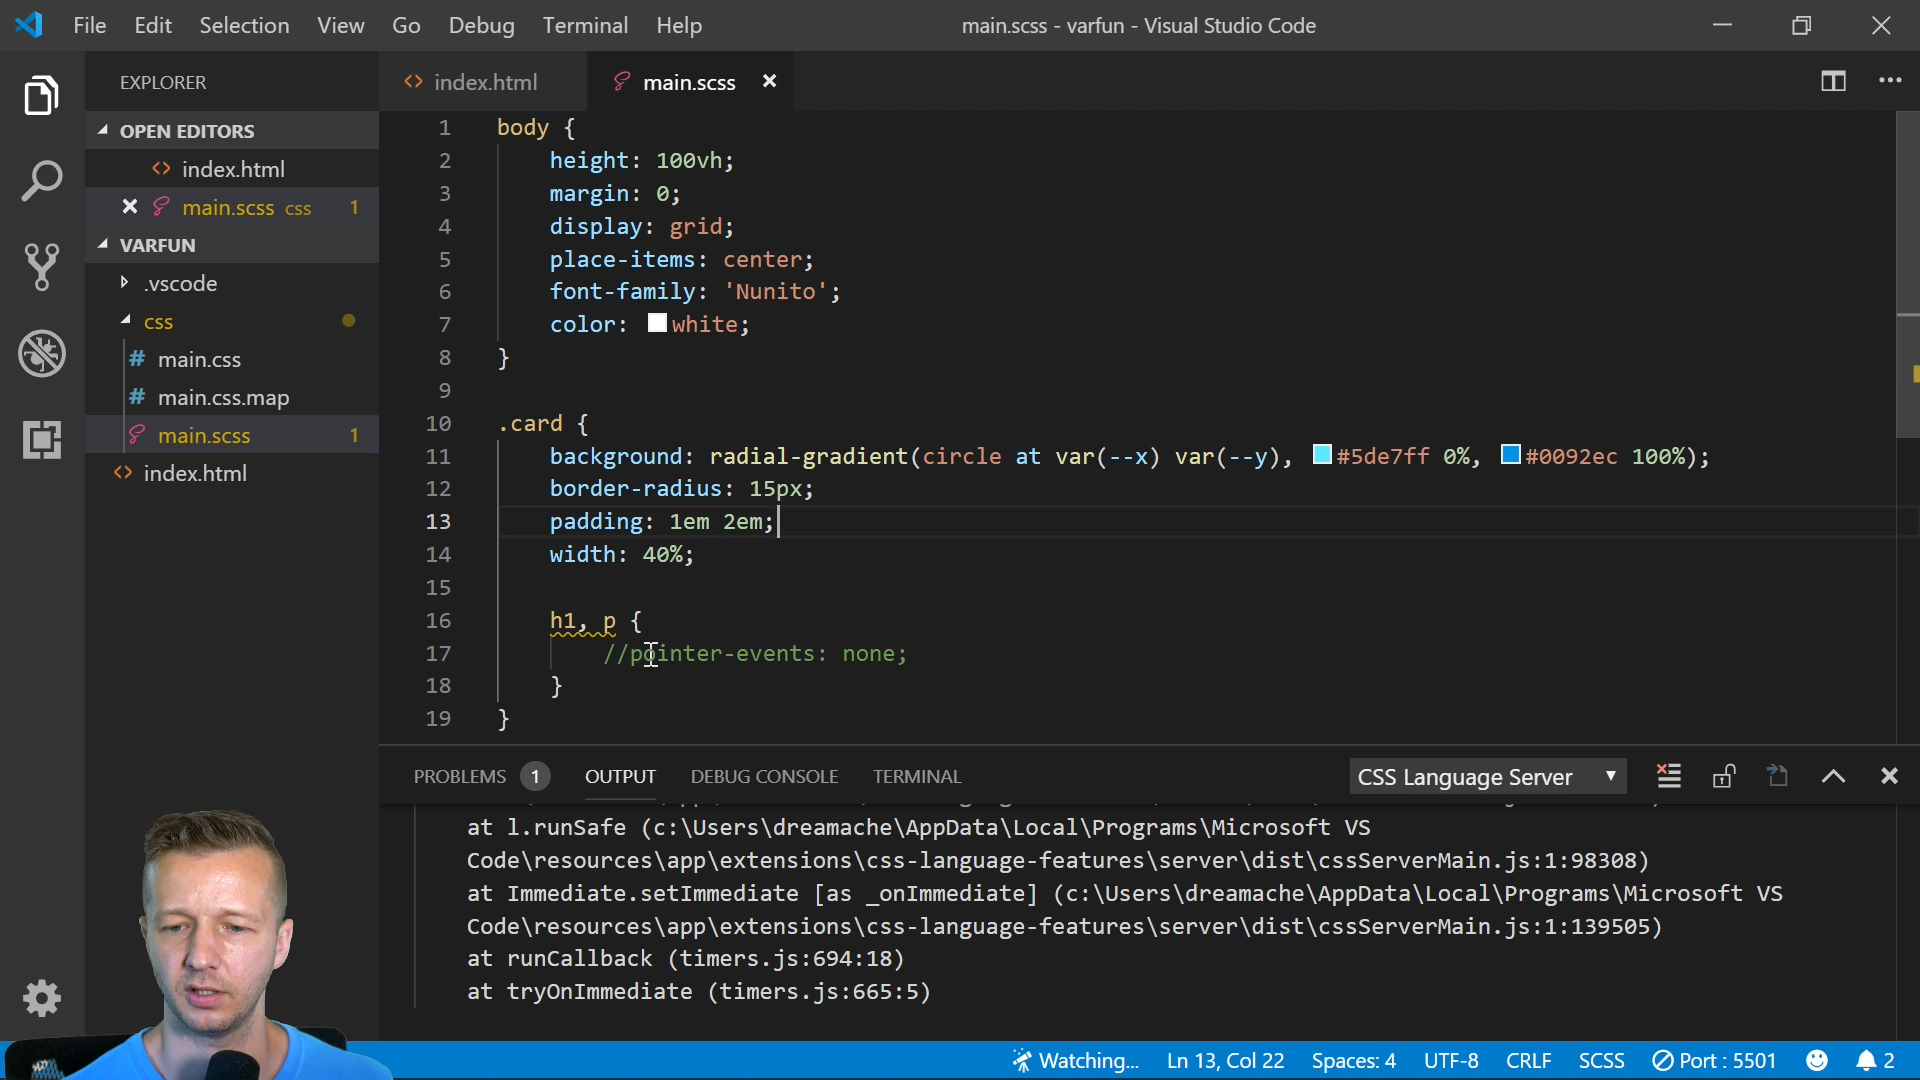 File Edit Selection View Go Debug Terminal Help main.scss - varfun - Visual Studio Code
EXPLORER
OPEN EDITORS
index.html
main.scss css 1
VARFUN
.vscode
css
# main.css
# main.css.map
main.scss 1
<> index.html
<> index.html main.scss
1 body {
2 height: 100vh;
3 margin: 0;
4 display: grid;
5 place-items: center;
6 font-family: 'Nunito';
7 color: white;
8 }
9
10 .card {
11 background: radial-gradient(circle at var(--x) var(--y), #5de7ff 0%, #0092ec 100%);
12 border-radius: 15px;
13 padding: 1em 2em;
14 width: 40%;
15
16 h1, p {
17 //pointer-events: none;
18 }
19 }
PROBLEMS 1 OUTPUT DEBUG CONSOLE TERMINAL CSS Language Server
at l.runSafe (c:\Users\dreamache\AppData\Local\Programs\Microsoft VS
Code\resources\app\extensions\css-language-features\server\dist\cssServerMain.js:1:98308)
at Immediate.setImmediate [as _onImmediate] (c:\Users\dreamache\AppData\Local\Programs\Microsoft VS
Code\resources\app\extensions\css-language-features\server\dist\cssServerMain.js:1:139505)
at runCallback (timers.js:694:18)
at tryOnImmediate (timers.js:665:5)
Watching... Ln 13, Col 22 Spaces: 4 UTF-8 CRLF SCSS Port : 5501 2